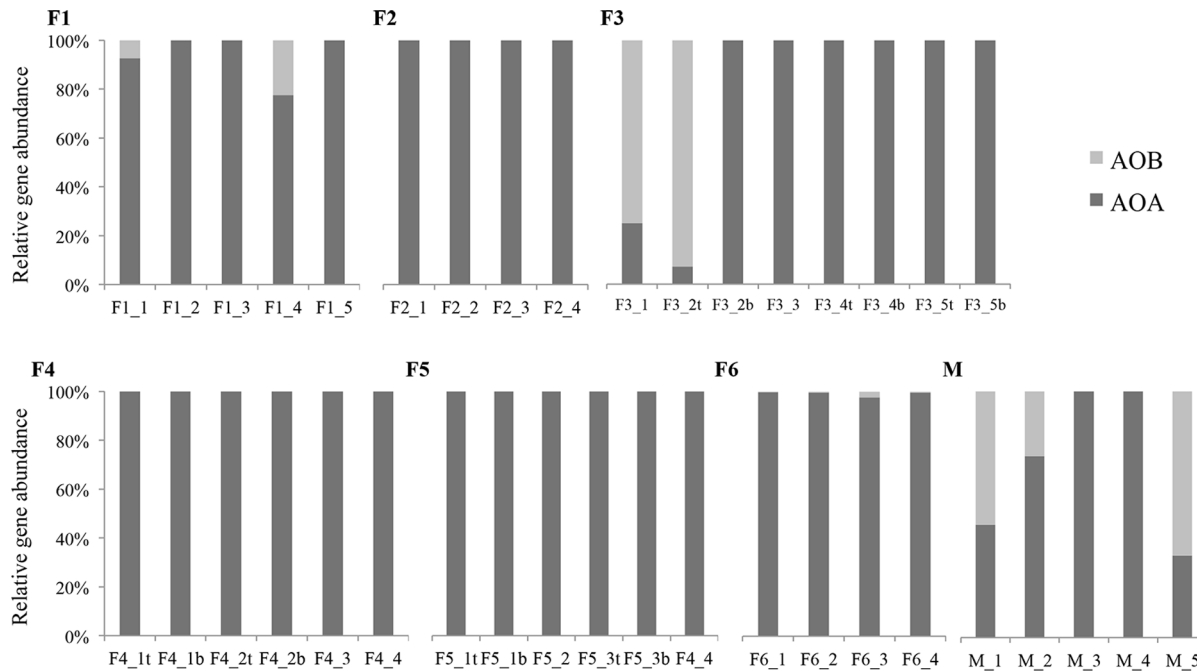 F1
F2
F3
Relative gene abundance
100%
80%
60%
40%
20%
0%
F1_1 F1_2 F1_3 F1_4 F1_5
F2_1 F2_2 F2_3 F2_4
F3_1 F3_2t F3_2b F3_3 F3_4t F3_4b F3_5t F3_5b
AOB
AOA
F4
F5
F6
M
Relative gene abundance
100%
80%
60%
40%
20%
0%
F4_1t F4_1b F4_2t F4_2b F4_3 F4_4
F5_1t F5_1b F5_2 F5_3t F5_3b F4_4
F6_1 F6_2 F6_3 F6_4
M_1 M_2 M_3 M_4 M_5